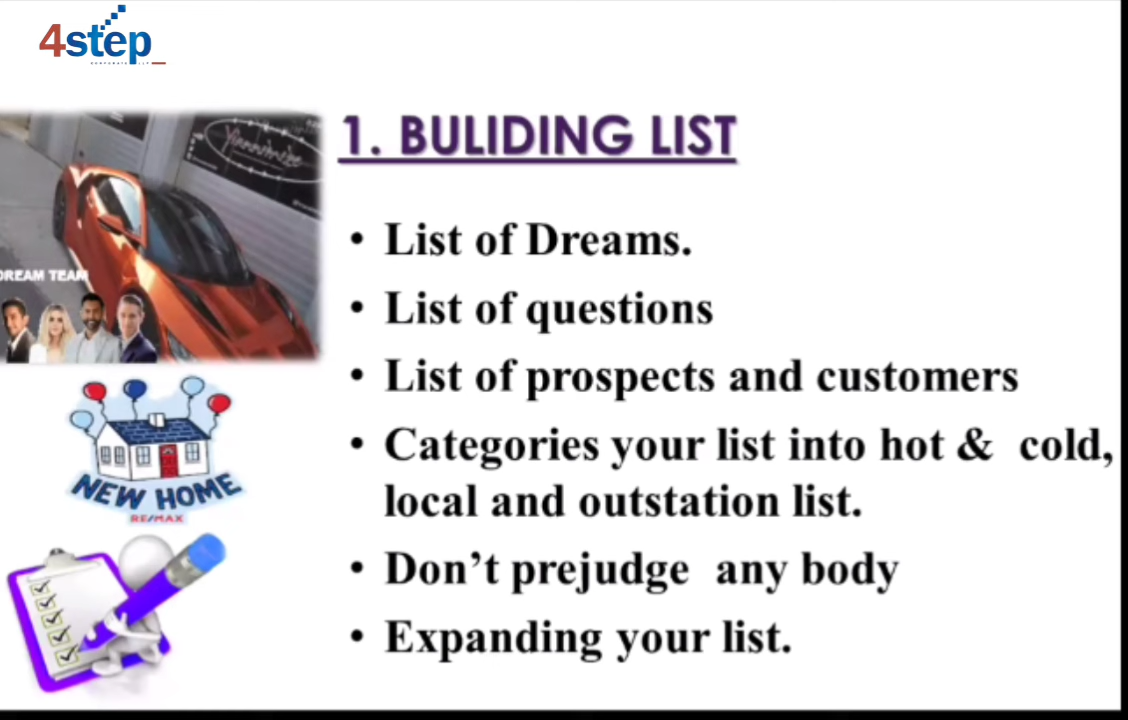 4step
1. BULIDING LIST
• List of Dreams.
• List of questions
• List of prospects and customers
• Categories your list into hot & cold,
local and outstation list.
• Don’t prejudge any body
• Expanding your list.
DREAM TEAM
NEW HOME
RE/MAX